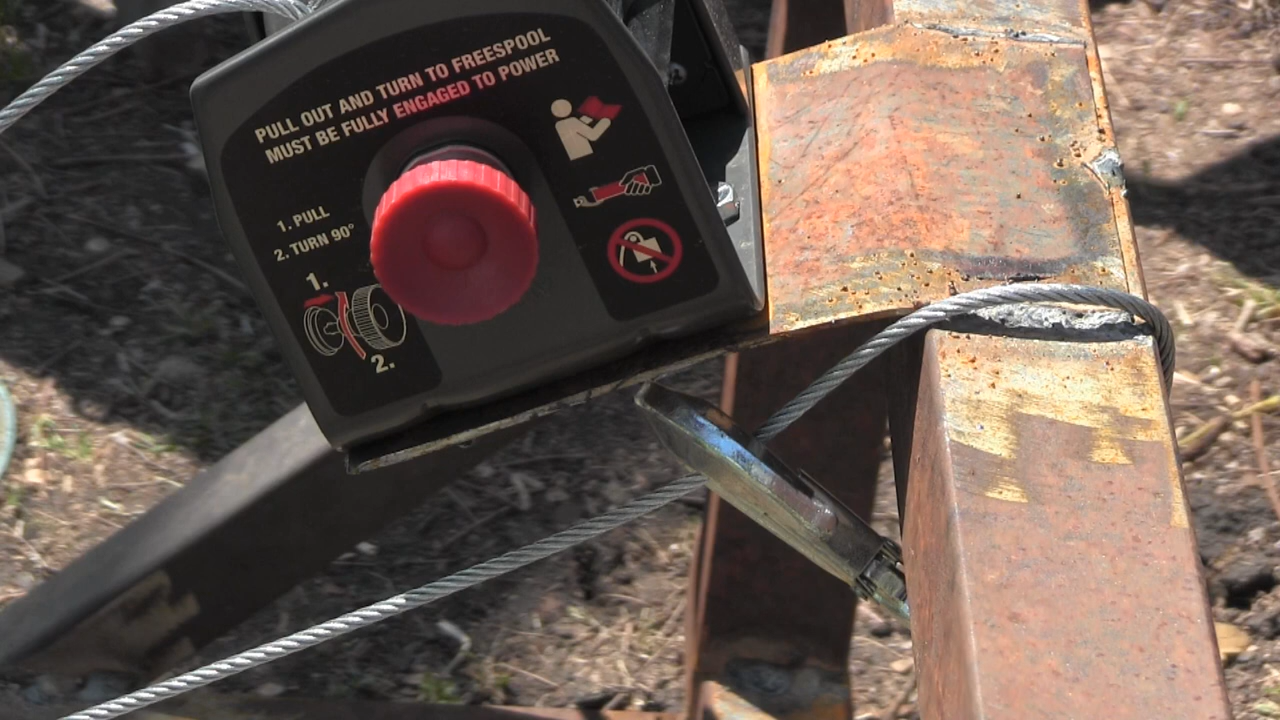 PULL OUT AND TURN TO FREESPOOL
MUST BE FULLY ENGAGED TO POWER
1. PULL
2. TURN 90°
1.
2.